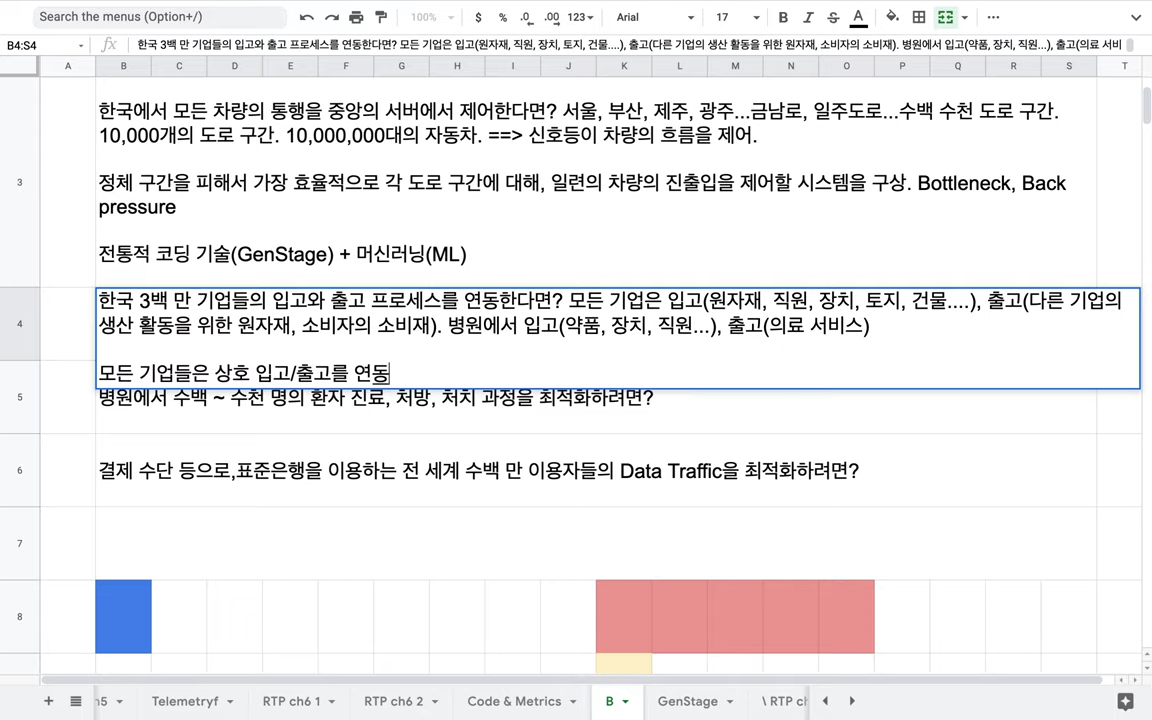 Search the menus (Option+/)
100%
$ % .0 .00 123
Arial
17
B I S A
B4:S4
fx 한국 3백 만 기업들의 입고와 출고 프로세스를 연동한다면? 모든 기업은 입고(원자재, 직원, 장치, 토지, 건물....), 출고(다른 기업의 생산 활동을 위한 원자재, 소비자의 소비재). 병원에서 입고(약품, 장치, 직원...), 출고(의료 서비
A B C D E F G H I J K L M N O P Q R S T
한국에서 모든 차량의 통행을 중앙의 서버에서 제어한다면? 서울, 부산, 제주, 광주...금남로, 일주도로...수백 수천 도로 구간.
10,000개의 도로 구간. 10,000,000대의 자동차. ==> 신호등이 차량의 흐름을 제어.
3
정체 구간을 피해서 가장 효율적으로 각 도로 구간에 대해, 일련의 차량의 진출입을 제어할 시스템을 구상. Bottleneck, Back
pressure
전통적 코딩 기술(GenStage) + 머신러닝(ML)
한국 3백 만 기업들의 입고와 출고 프로세스를 연동한다면? 모든 기업은 입고(원자재, 직원, 장치, 토지, 건물....), 출고(다른 기업의
4
생산 활동을 위한 원자재, 소비자의 소비재). 병원에서 입고(약품, 장치, 직원...), 출고(의료 서비스)
모든 기업들은 상호 입고/출고를 연동
5
병원에서 수백 ~ 수천 명의 환자 진료, 처방, 처치 과정을 최적화하려면?
6
결제 수단 등으로,표준은행을 이용하는 전 세계 수백 만 이용자들의 Data Traffic을 최적화하려면?
7
8
n5 Telemetryf RTP ch6 1 RTP ch6 2 Code & Metrics B GenStage \ RTP ch